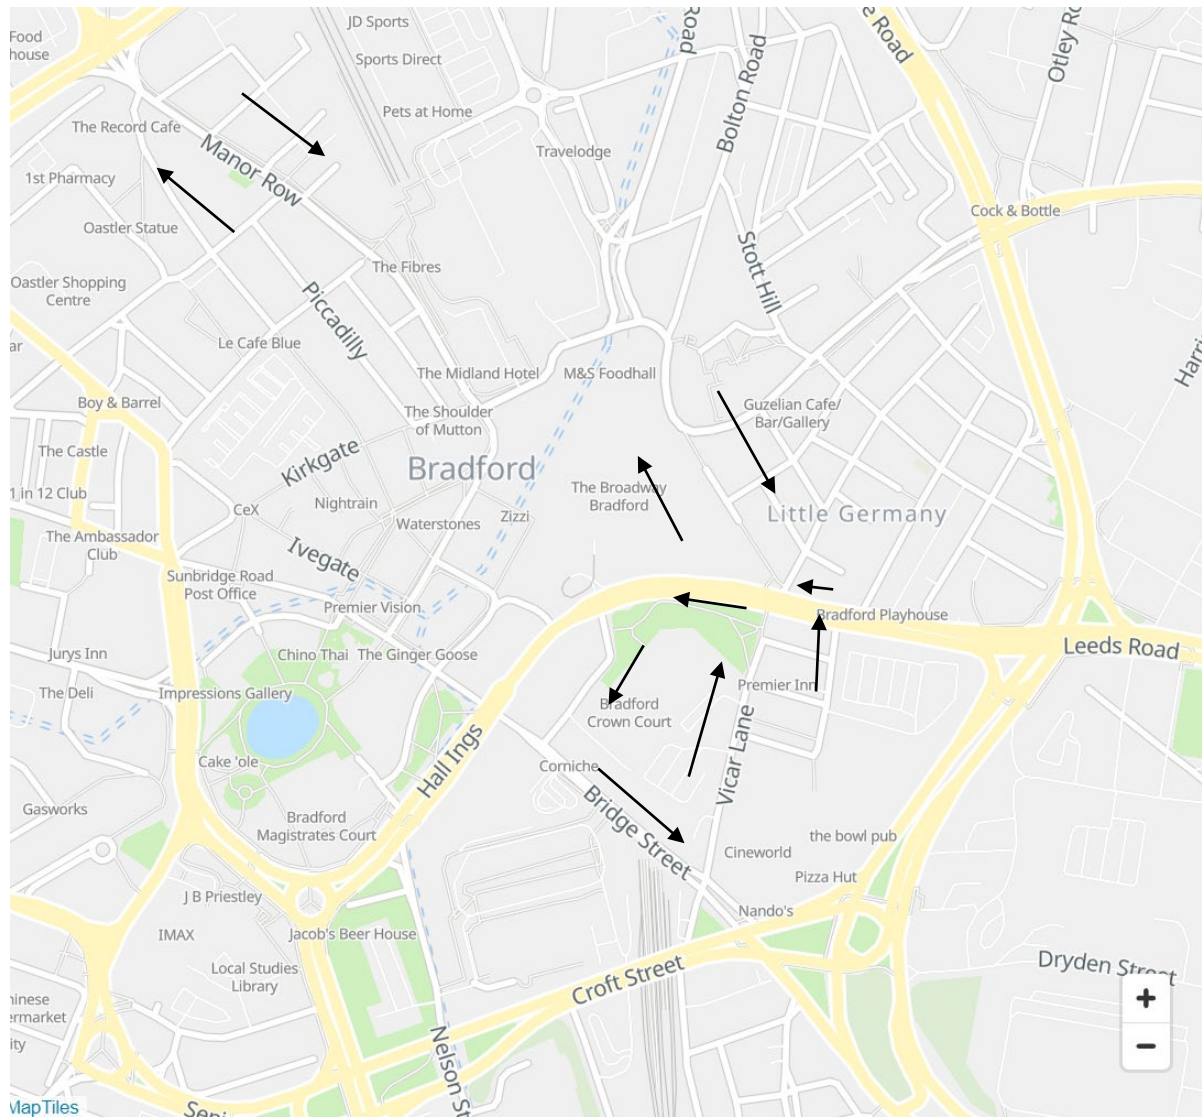 JD Sports
Food
house
Road
e Road
Otley Ro
Sports Direct
Bolton Road
Pets at Home
The Record Cafe
Manor Row
Travelodge
1st Pharmacy
Cock & Bottle
Oastler Statue
Stott Hill
The Fibres
Oastler Shopping
Centre
Piccadilly
Harri
ar
Le Cafe Blue
The Midland Hotel
M&S Foodhall
Boy & Barrel
The Shoulder
of Mutton
Guzelian Cafe/
Bar/Gallery
The Castle
Kirkgate
Bradford
1 in 12 Club
Nightrain
The Broadway
Bradford
CeX
Waterstones
Zizzi
Little Germany
The Ambassador
Club
Ivegate
Sunbridge Road
Post Office
Premier Vision
Bradford Playhouse
Leeds Road
Jurys Inn
Chino Thai
The Ginger Goose
The Deli
Impressions Gallery
Premier Inn
Bradford
Crown Court
Vicar Lane
Hall Ings
Cake 'ole
Corniche
Gasworks
Bradford
Magistrates Court
Bridge Street
the bowl pub
Cineworld
Pizza Hut
J B Priestley
Nando's
IMAX
Jacob's Beer House
Local Studies
Library
Croft Street
Dryden Street
hinese
ermarket
ity
+
−
Nelson St
MapTiles